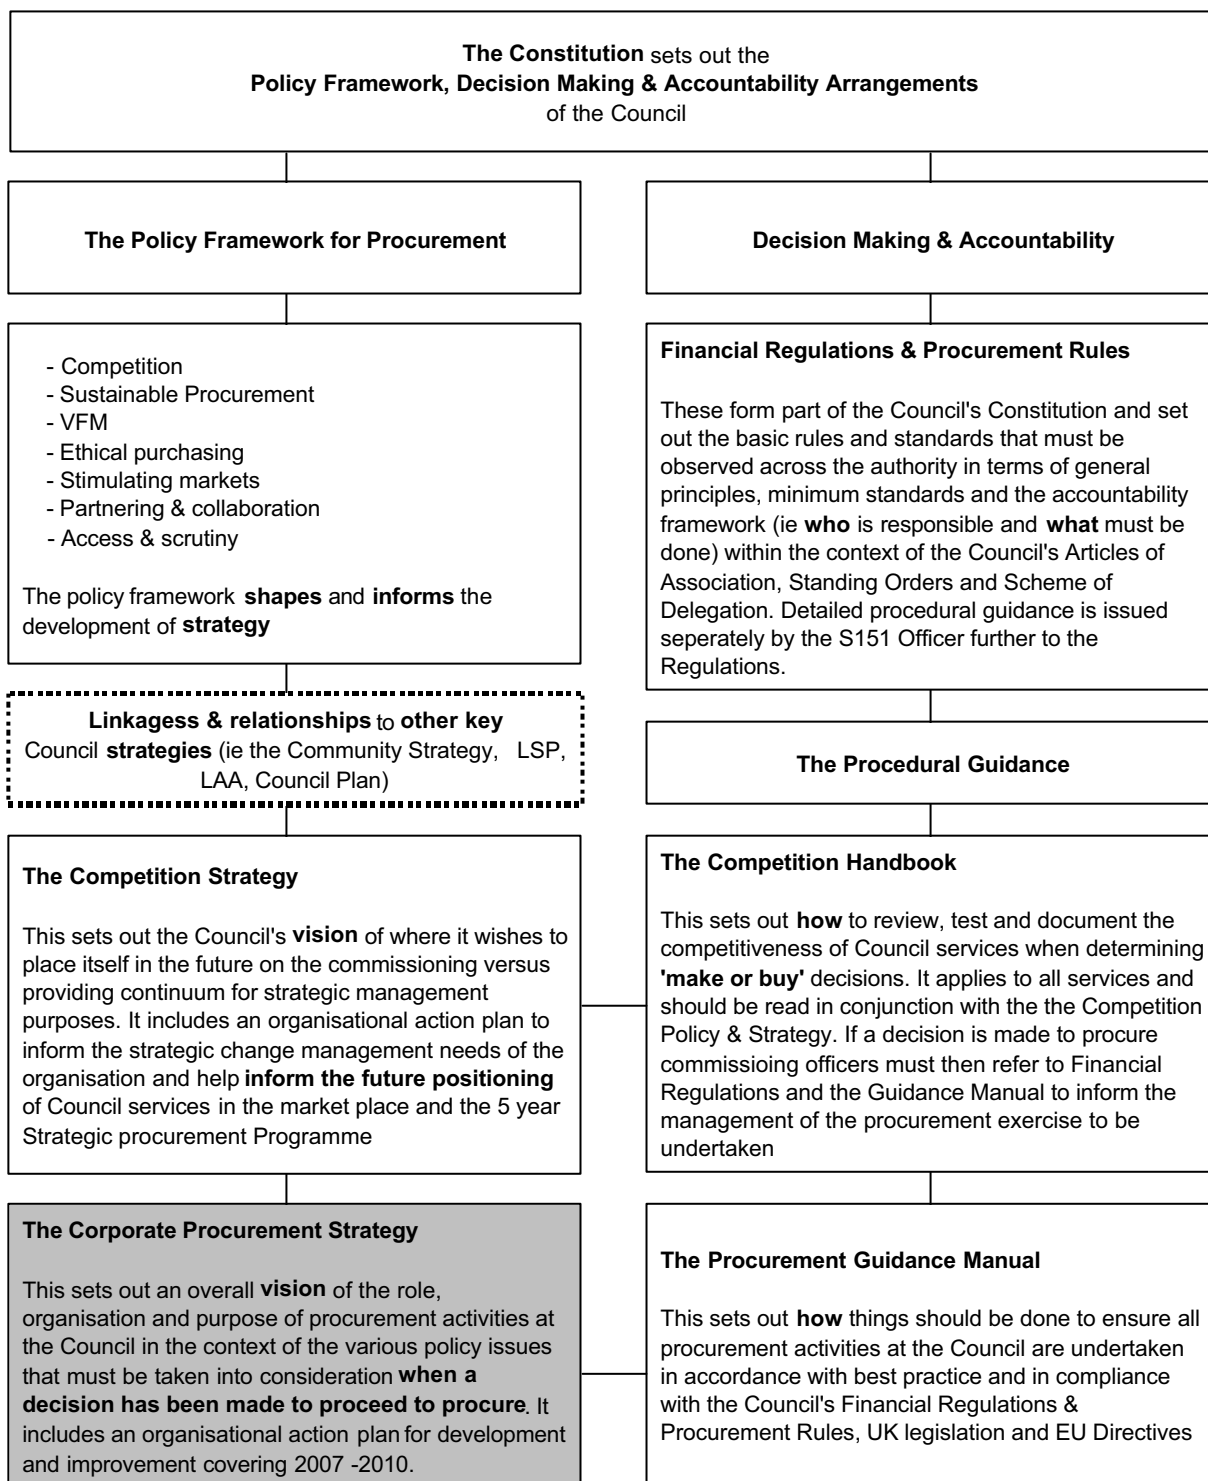 The Constitution sets out the
Policy Framework, Decision Making & Accountability Arrangements
of the Council
The Policy Framework for Procurement
- Competition
- Sustainable Procurement
- VFM
- Ethical purchasing
- Stimulating markets
- Partnering & collaboration
- Access & scrutiny
The policy framework shapes and informs the
development of strategy
Linkagess & relationships to other key
Council strategies (ie the Community Strategy, LSP,
LAA, Council Plan)
The Competition Strategy
This sets out the Council's vision of where it wishes to
place itself in the future on the commissioning versus
providing continuum for strategic management
purposes. It includes an organisational action plan to
inform the strategic change management needs of the
organisation and help inform the future positioning
of Council services in the market place and the 5 year
Strategic procurement Programme
The Corporate Procurement Strategy
This sets out an overall vision of the role,
organisation and purpose of procurement activities at
the Council in the context of the various policy issues
that must be taken into consideration when a
decision has been made to proceed to procure. It
includes an organisational action plan for development
and improvement covering 2007 -2010.
Decision Making & Accountability
Financial Regulations & Procurement Rules
These form part of the Council's Constitution and set
out the basic rules and standards that must be
observed across the authority in terms of general
principles, minimum standards and the accountability
framework (ie who is responsible and what must be
done) within the context of the Council's Articles of
Association, Standing Orders and Scheme of
Delegation. Detailed procedural guidance is issued
seperately by the S151 Officer further to the
Regulations.
The Procedural Guidance
The Competition Handbook
This sets out how to review, test and document the
competitiveness of Council services when determining
'make or buy' decisions. It applies to all services and
should be read in conjunction with the the Competition
Policy & Strategy. If a decision is made to procure
commissioing officers must then refer to Financial
Regulations and the Guidance Manual to inform the
management of the procurement exercise to be
undertaken
The Procurement Guidance Manual
This sets out how things should be done to ensure all
procurement activities at the Council are undertaken
in accordance with best practice and in compliance
with the Council's Financial Regulations &
Procurement Rules, UK legislation and EU Directives